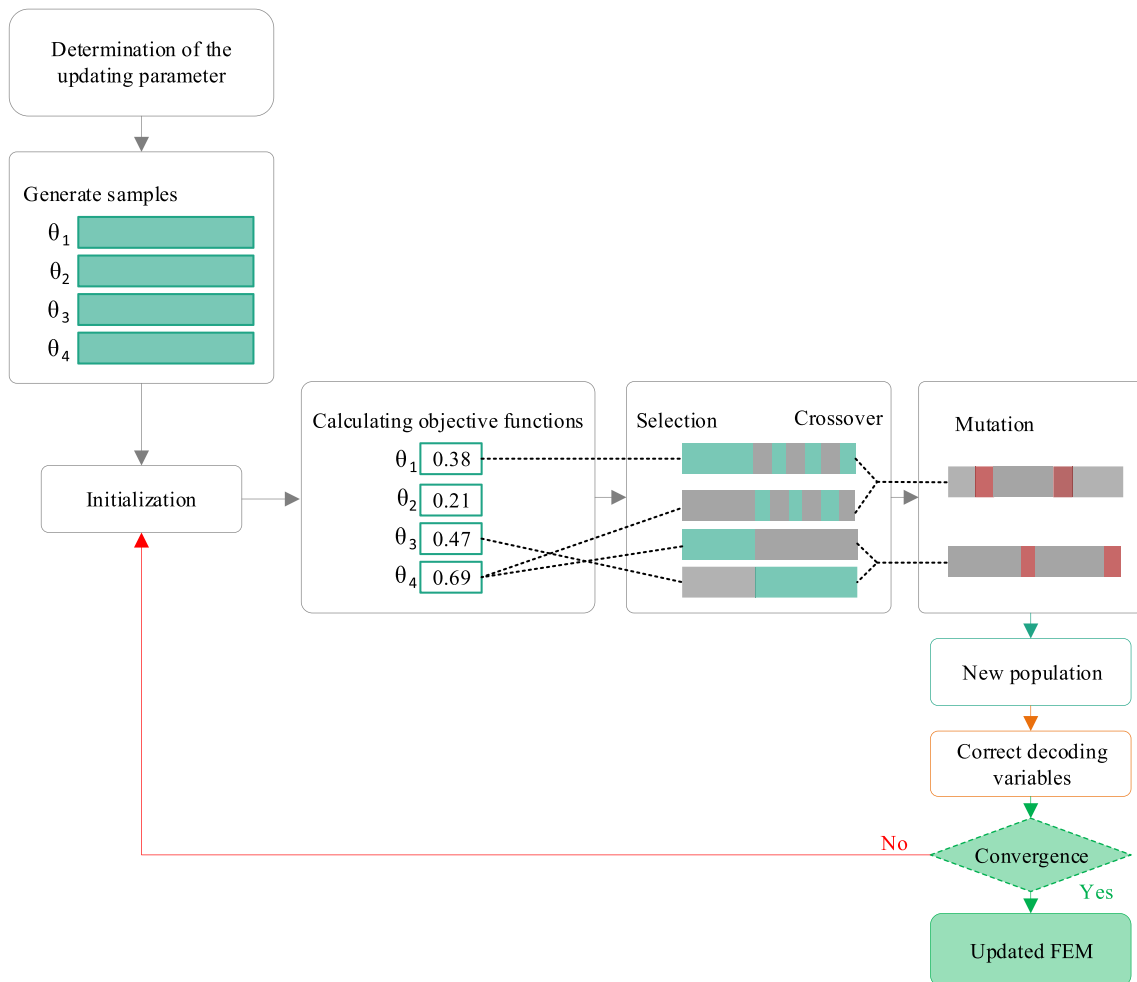 Determination of the
updating parameter
Generate samples
θ1
θ2
θ3
θ4
Initialization
Calculating objective functions
θ1 0.38
θ2 0.21
θ3 0.47
θ4 0.69
Selection
Crossover
Mutation
New population
Correct decoding
variables
Convergence
No
Yes
Updated FEM